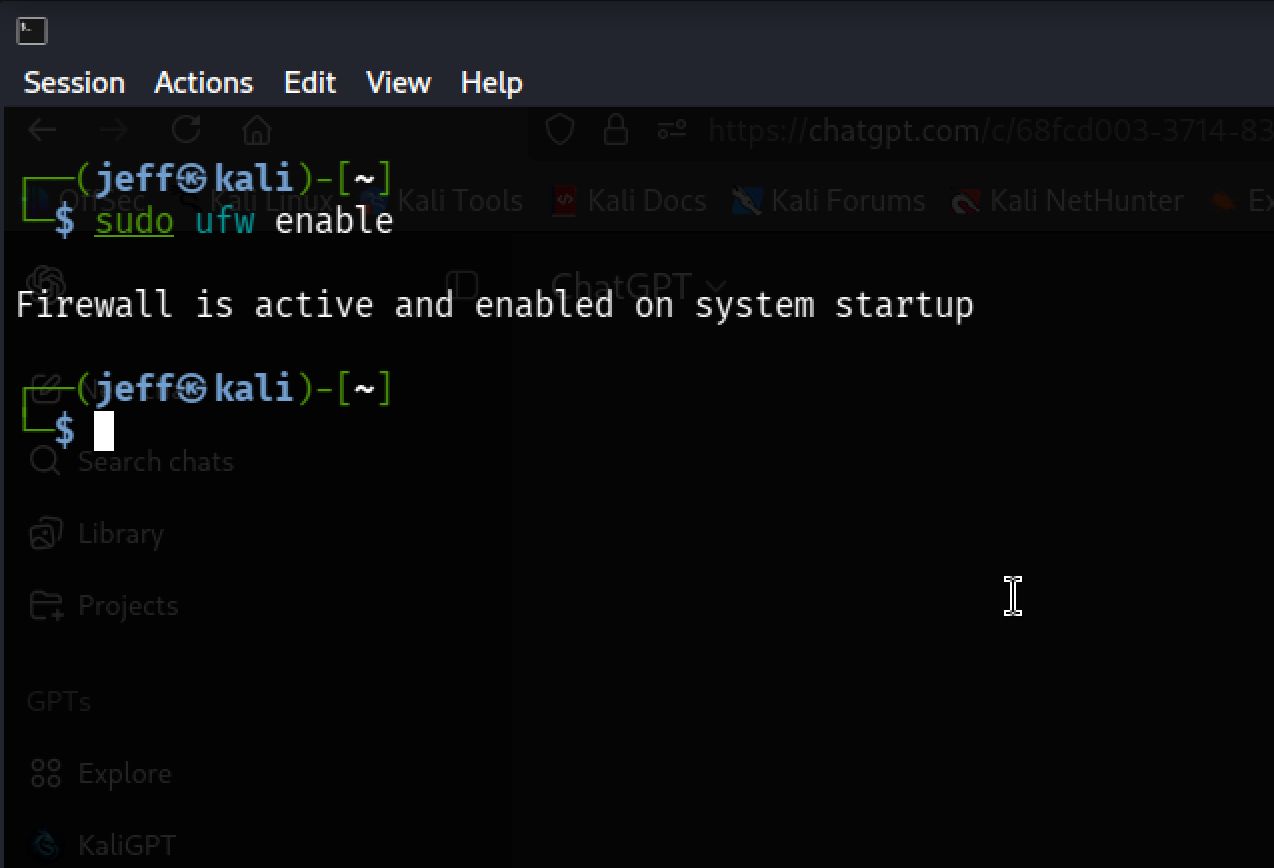 Session Actions Edit View Help
https://chatgpt.com/c/68fcd003-3714-83
(jeff㉿kali)-[~]
OffSec Kali Linux Kali Tools Kali Docs Kali Forums Kali NetHunter Ex
$ sudo ufw enable
ChatGPT
Firewall is active and enabled on system startup
(jeff㉿kali)-[~]
$
Search chats
Library
Projects
GPTs
Explore
KaliGPT